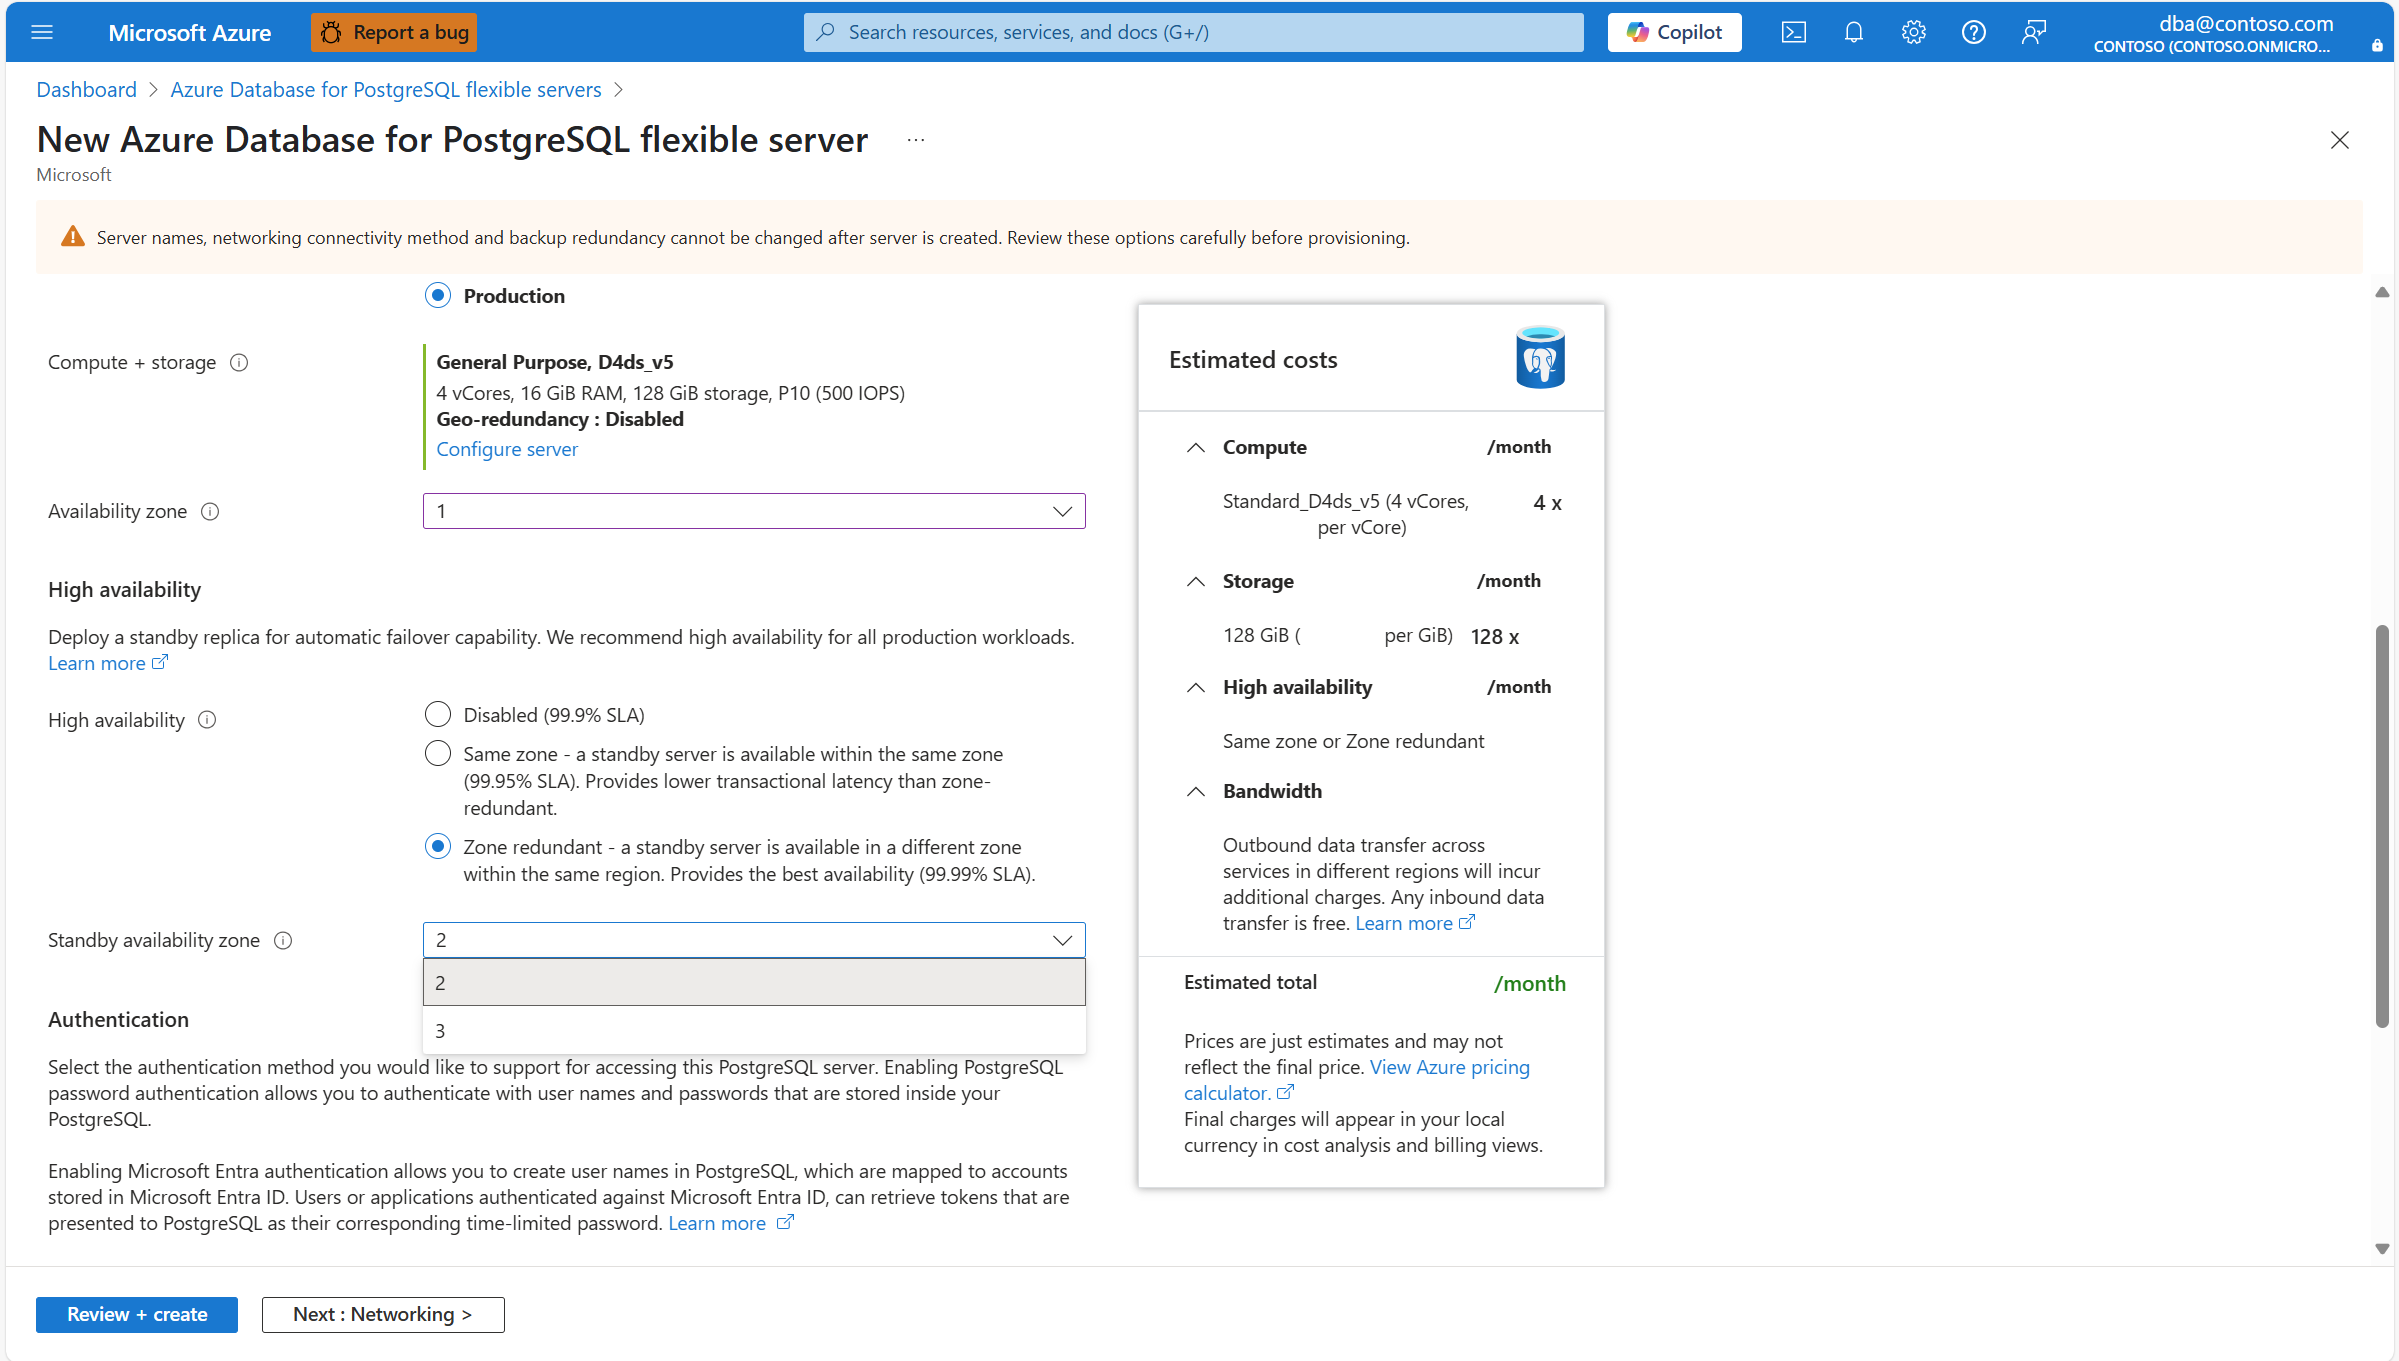 Microsoft Azure
Report a bug
Search resources, services, and docs (G+/)
Copilot
dba@contoso.com
CONTOSO (CONTOSO.ONMICRO...
Dashboard > Azure Database for PostgreSQL flexible servers >
New Azure Database for PostgreSQL flexible server ...
Microsoft
Server names, networking connectivity method and backup redundancy cannot be changed after server is created. Review these options carefully before provisioning.
Production
Compute + storage
General Purpose, D4ds_v5
4 vCores, 16 GiB RAM, 128 GiB storage, P10 (500 IOPS)
Geo-redundancy : Disabled
Configure server
Availability zone
1
High availability
Deploy a standby replica for automatic failover capability. We recommend high availability for all production workloads.
Learn more
High availability
Disabled (99.9% SLA)
Same zone - a standby server is available within the same zone
(99.95% SLA). Provides lower transactional latency than zone-
redundant.
Zone redundant - a standby server is available in a different zone
within the same region. Provides the best availability (99.99% SLA).
Standby availability zone
2
2
3
Authentication
Select the authentication method you would like to support for accessing this PostgreSQL server. Enabling PostgreSQL
password authentication allows you to authenticate with user names and passwords that are stored inside your
PostgreSQL.
Enabling Microsoft Entra authentication allows you to create user names in PostgreSQL, which are mapped to accounts
stored in Microsoft Entra ID. Users or applications authenticated against Microsoft Entra ID, can retrieve tokens that are
presented to PostgreSQL as their corresponding time-limited password. Learn more
Estimated costs
Compute /month
Standard_D4ds_v5 (4 vCores, 4 x
per vCore)
Storage /month
128 GiB ( per GiB) 128 x
High availability /month
Same zone or Zone redundant
Bandwidth
Outbound data transfer across
services in different regions will incur
additional charges. Any inbound data
transfer is free. Learn more
Estimated total /month
Prices are just estimates and may not
reflect the final price. View Azure pricing
calculator.
Final charges will appear in your local
currency in cost analysis and billing views.
Review + create
Next : Networking >